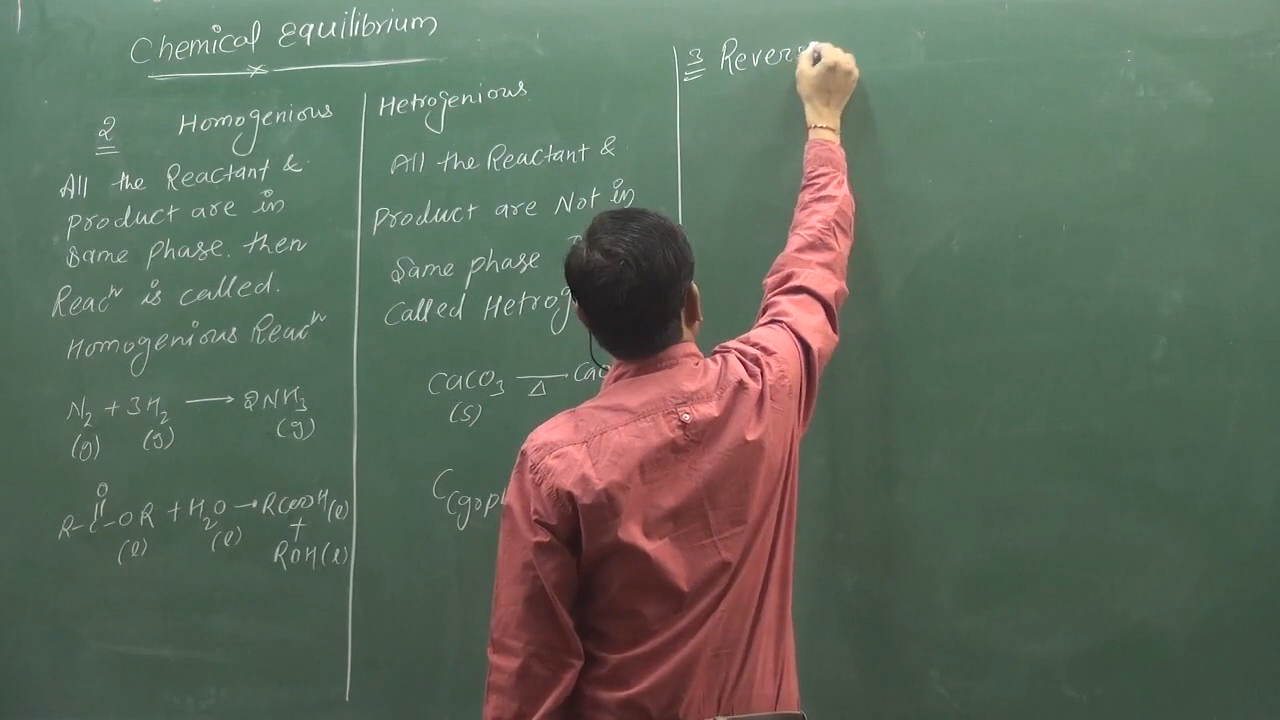 Chemical equilibrium
2 Homogenious
All the Reactant &
product are in
Same phase. then
Reacⁿ is called.
Homogenious Reacⁿ
N₂ + 3H₂ ⟶ 2NH₃
(g) (g) (g)
O
R-C-OR + H₂O → RCOOH(l)
(l) (l) +
ROH(l)
Hetrogenious
All the Reactant &
product are Not in
Same phase
Called Hetrog
CaCO₃ Δ CaO
(s)
C
3 Rever